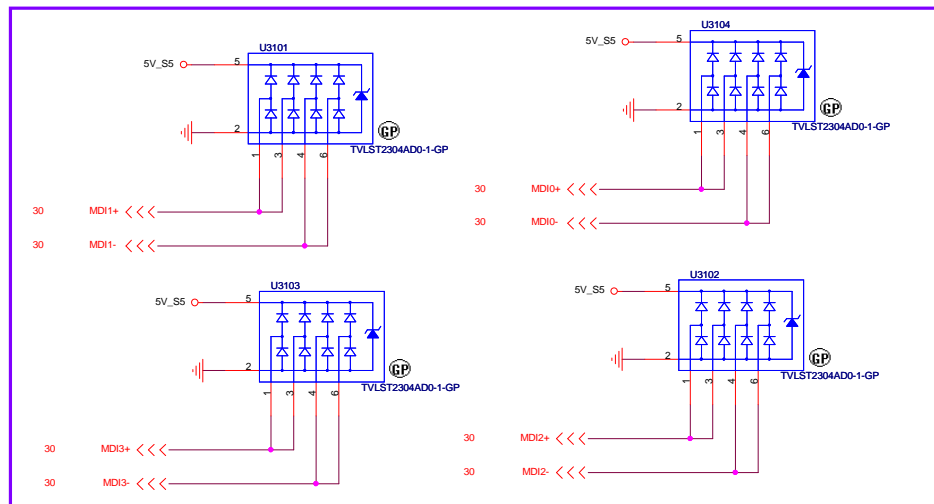 U3101
5V_S5
5
2
GP
TVLST2304AD0-1-GP
1 3 4 6
30 MDI1+
30 MDI1-
U3104
5V_S5
5
2
GP
TVLST2304AD0-1-GP
1 3 4 6
30 MDI0+
30 MDI0-
U3103
5V_S5
5
2
GP
TVLST2304AD0-1-GP
1 3 4 6
30 MDI3+
30 MDI3-
U3102
5V_S5
5
2
GP
TVLST2304AD0-1-GP
1 3 4 6
30 MDI2+
30 MDI2-